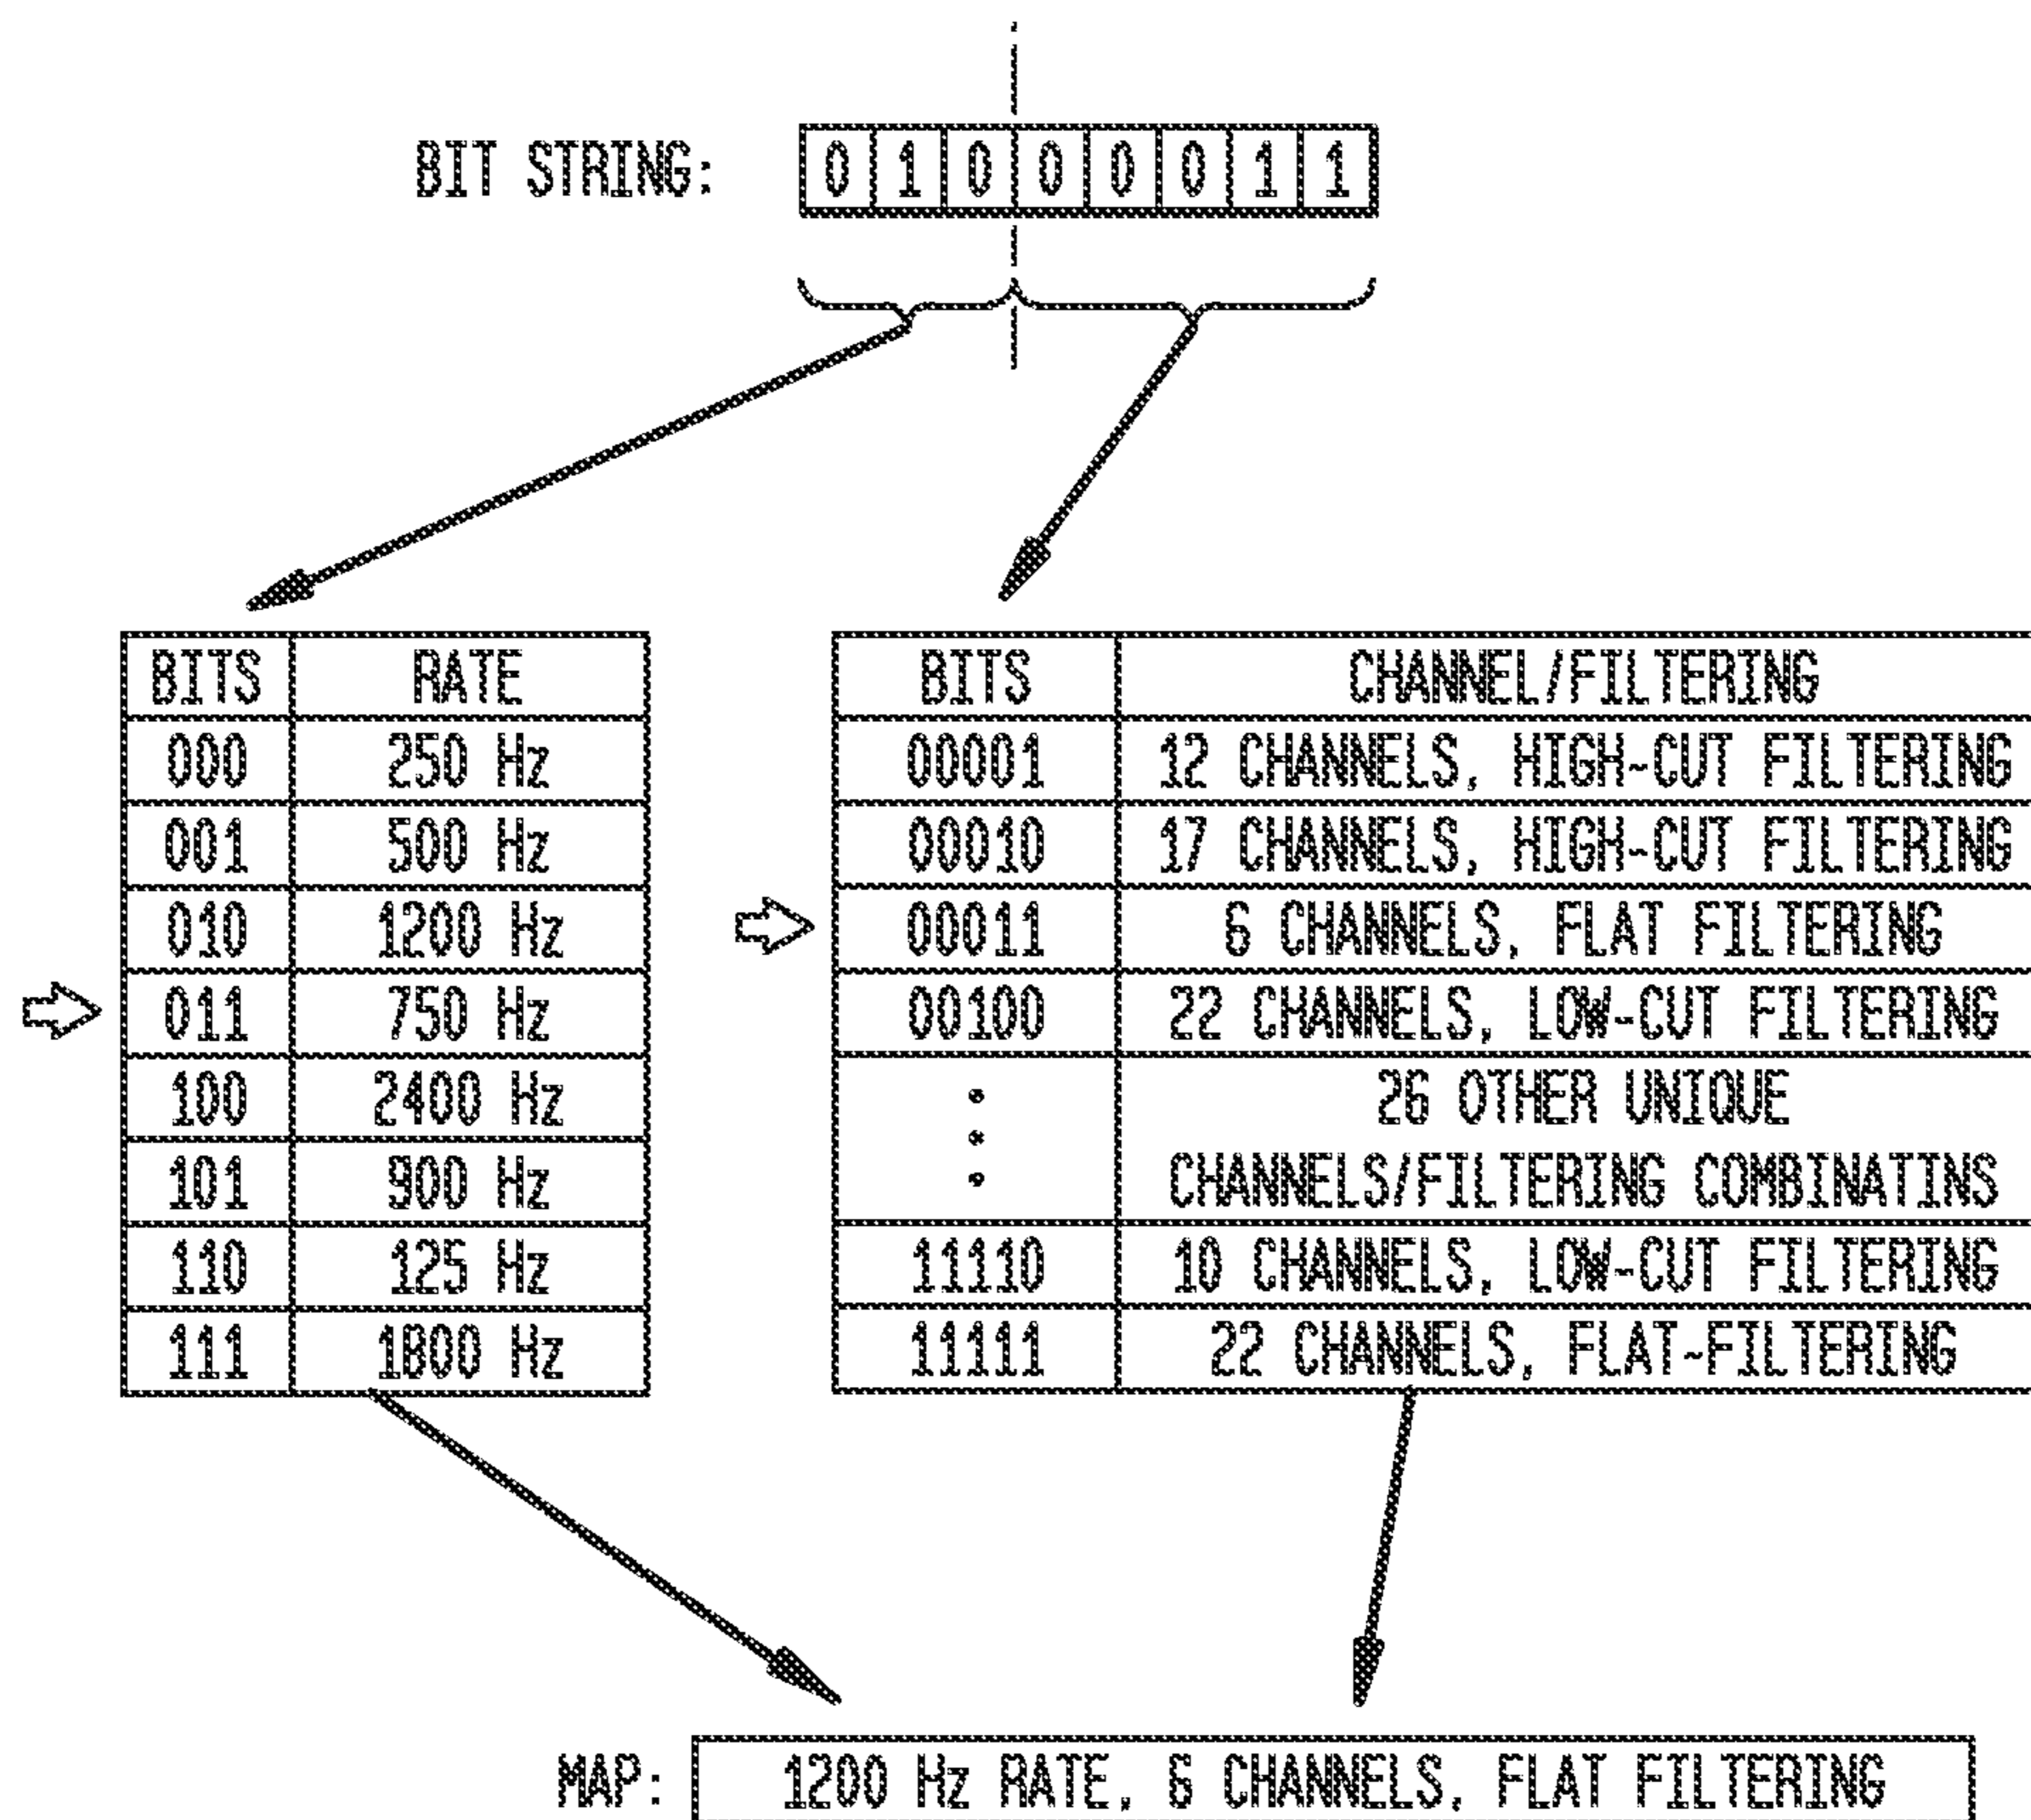 BIT STRING: 0 1 0 0 0 0 1 1
BITS RATE
000 250 Hz
001 500 Hz
010 1200 Hz
011 750 Hz
100 2400 Hz
101 900 Hz
110 125 Hz
111 1800 Hz
BITS CHANNEL/FILTERING
00001 12 CHANNELS, HIGH-CUT FILTERING
00010 17 CHANNELS, HIGH-CUT FILTERING
00011 6 CHANNELS, FLAT FILTERING
00100 22 CHANNELS, LOW-CUT FILTERING
26 OTHER UNIQUE
CHANNELS/FILTERING COMBINATINS
11110 10 CHANNELS, LOW-CUT FILTERING
11111 22 CHANNELS, FLAT-FILTERING
MAP: 1200 Hz RATE, 6 CHANNELS, FLAT FILTERING